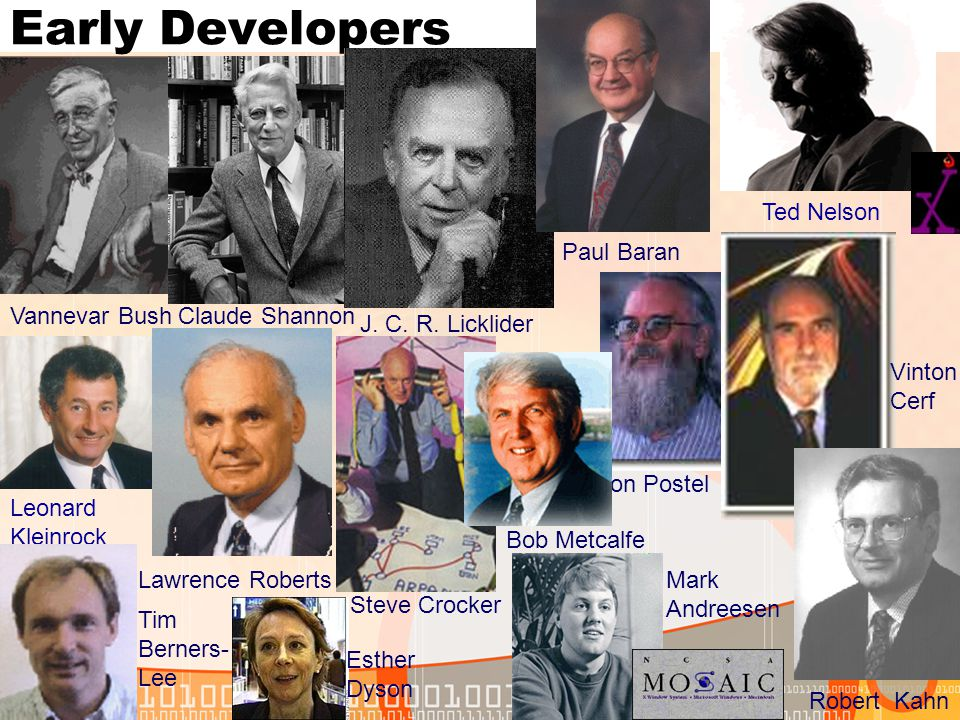 Early Developers
Ted Nelson
Paul Baran
Vannevar Bush Claude Shannon
J. C. R. Licklider
Vinton
Cerf
on Postel
Leonard
Kleinrock
Bob Metcalfe
Lawrence Roberts
Mark
Andreesen
Steve Crocker
ARPA
Tim
Berners-
Lee
Esther
Dyson
N C S A
MOSAIC
X Window System • Microsoft Windows • Macintosh
Robert Kahn